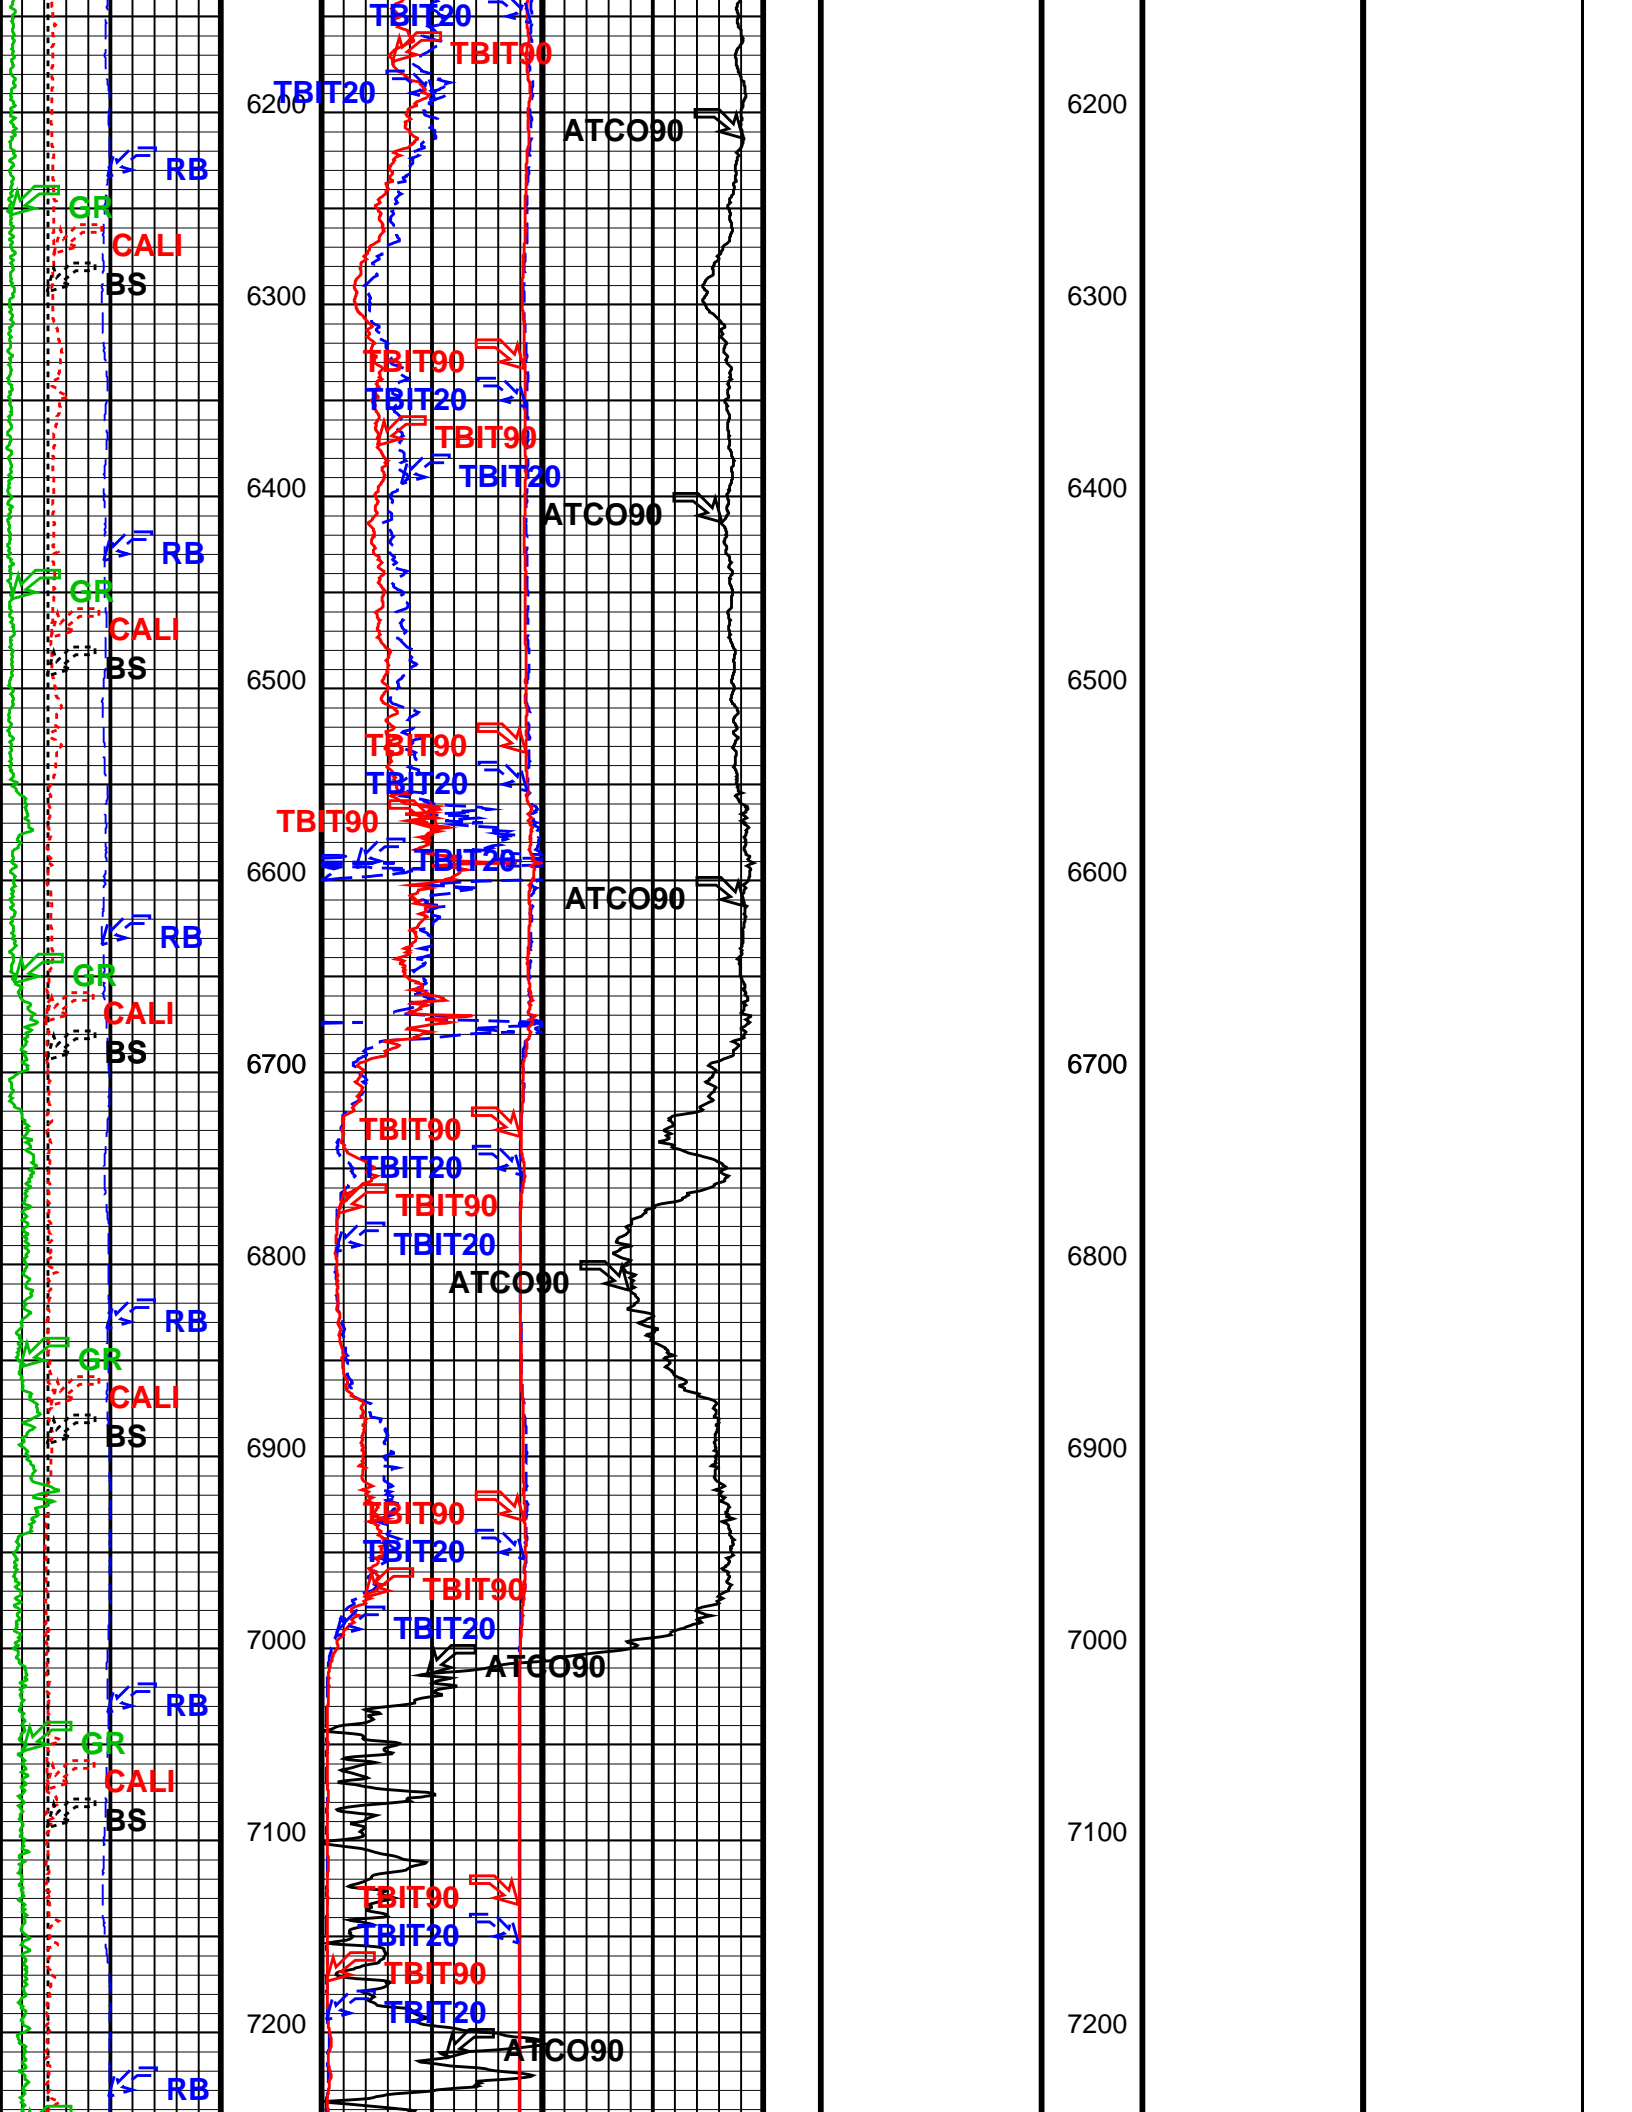 TBIT20
TBIT90
TBIT20
6200 6200
ATCO90
RB
GR
CALI
BS
6300 6300
TBIT90
TBIT20
TBIT90
TBIT20
6400 6400
ATCO90
RB
GR
CALI
BS
6500 6500
TBIT90
TBIT20
TBIT90
TBIT20
6600 6600
ATCO90
RB
GR
CALI
BS
6700 6700
TBIT90
TBIT20
TBIT90
TBIT20
6800 6800
ATCO90
RB
GR
CALI
BS
6900 6900
TBIT90
TBIT20
TBIT90
TBIT20
7000 7000
ATCO90
RB
GR
CALI
BS
7100 7100
TBIT90
TBIT20
TBIT90
TBIT20
7200 7200
ATCO90
RB